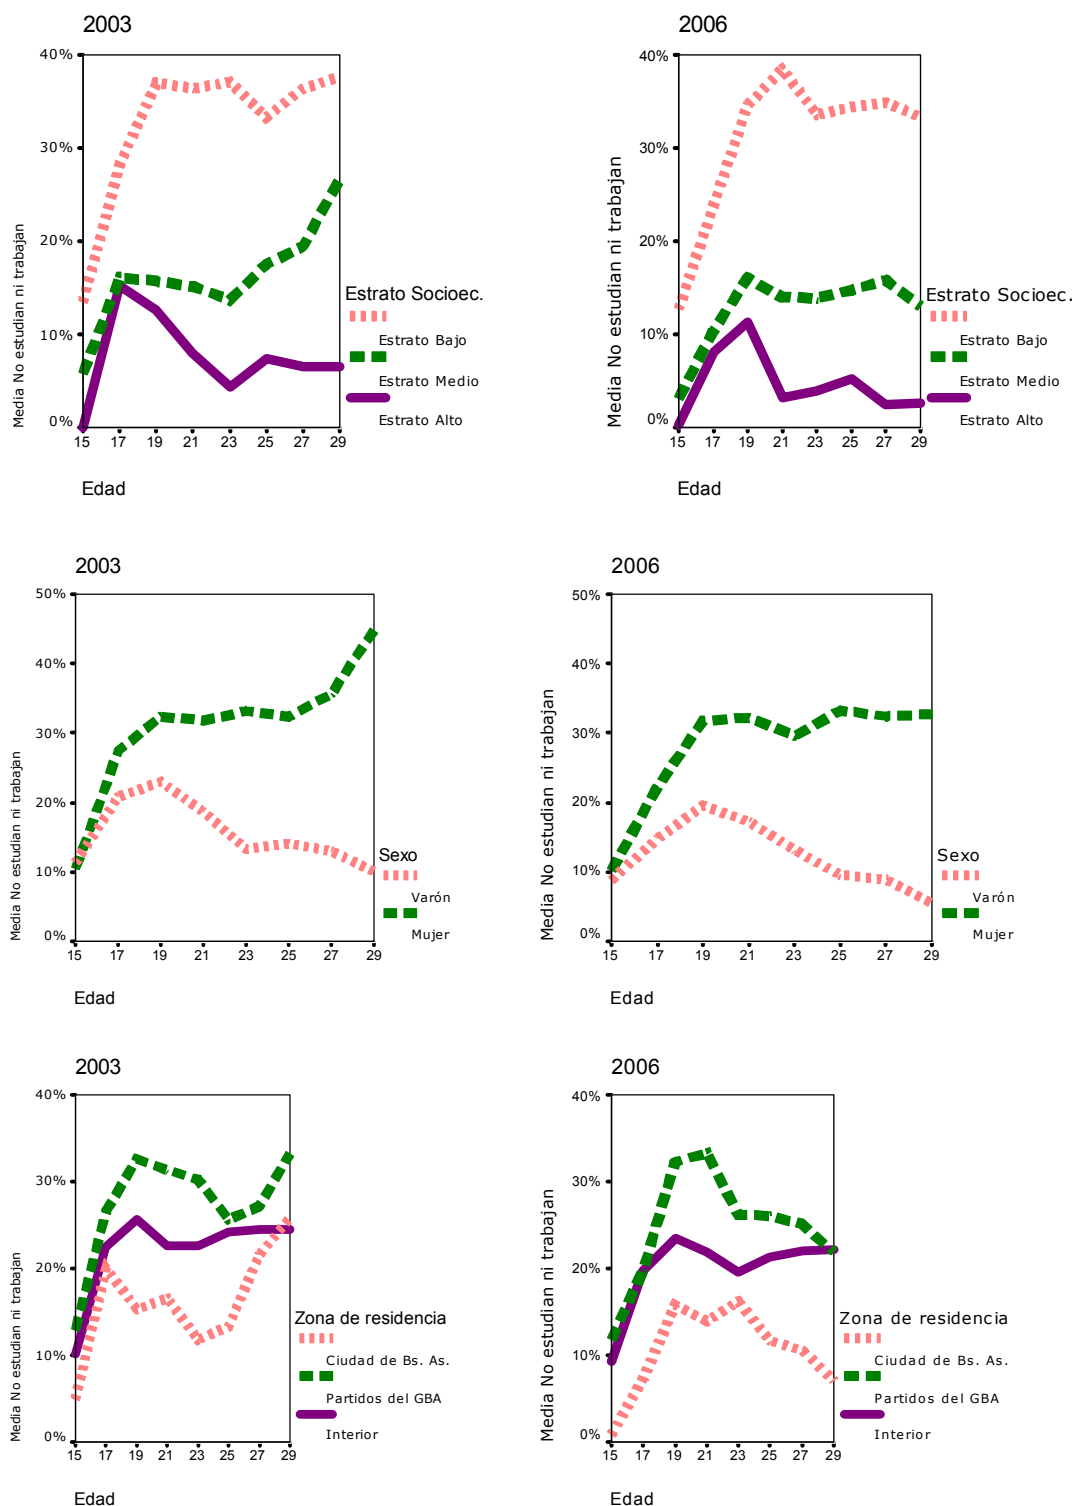 2003
40%
30%
20%
10%
0%
Media No estudian ni trabajan
15 17 19 21 23 25 27 29
Edad
Estrato Socioec.
Estrato Bajo
Estrato Medio
Estrato Alto
2006
40%
30%
20%
10%
0%
Media No estudian ni trabajan
15 17 19 21 23 25 27 29
Edad
Estrato Socioec.
Estrato Bajo
Estrato Medio
Estrato Alto
2003
50%
40%
30%
20%
10%
0%
Media No estudian ni trabajan
15 17 19 21 23 25 27 29
Edad
Sexo
Varón
Mujer
2006
50%
40%
30%
20%
10%
0%
Media No estudian ni trabajan
15 17 19 21 23 25 27 29
Edad
Sexo
Varón
Mujer
2003
40%
30%
20%
10%
0%
Media No estudian ni trabajan
15 17 19 21 23 25 27 29
Edad
Zona de residencia
Ciudad de Bs. As.
Partidos del GBA
Interior
2006
40%
30%
20%
10%
0%
Media No estudian ni trabajan
15 17 19 21 23 25 27 29
Edad
Zona de residencia
Ciudad de Bs. As.
Partidos del GBA
Interior